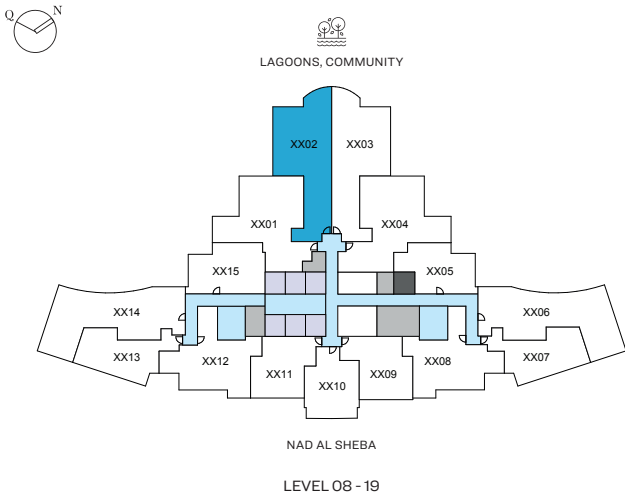 Q N
LAGOONS, COMMUNITY
XX02 XX03
XX01 XX04
XX15 XX05
XX14 XX06
XX13 XX12 XX08 XX07
XX11 XX10 XX09
NAD AL SHEBA
LEVEL 08 - 19